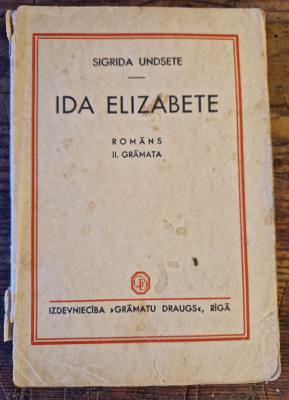 SIGRIDA UNDSETE
IDA ELIZABETE
ROMĀNS
II. GRĀMATA
IZDEVNIECĪBA »GRĀMATU DRAUGS«, RĪGĀ